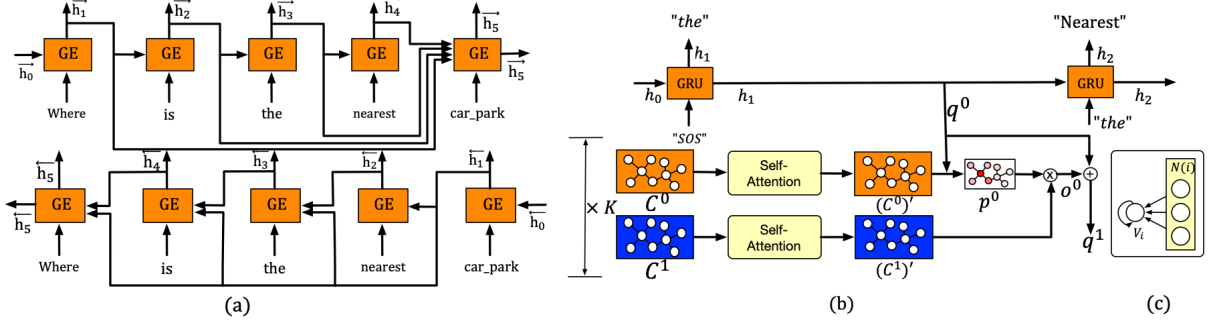 →h₁ →h₂ →h₃ →h₄ →h₅
GE GE GE GE GE
→h₀ →h₅
Where is the nearest car_park
←h₅ ←h₄ ←h₃ ←h₂ ←h₁
GE GE GE GE GE
←h₅ ←h₀
Where is the nearest car_park
(a)
"the" "Nearest"
h₁ h₂
GRU GRU
h₀ h₁ h₂
q⁰
"SOS" "the"
× K
Self-Attention
C⁰ (C⁰)′ p⁰ x o⁰ +
Self-Attention
C¹ (C¹)′ q¹
(b)
N(i)
Vᵢ
(c)